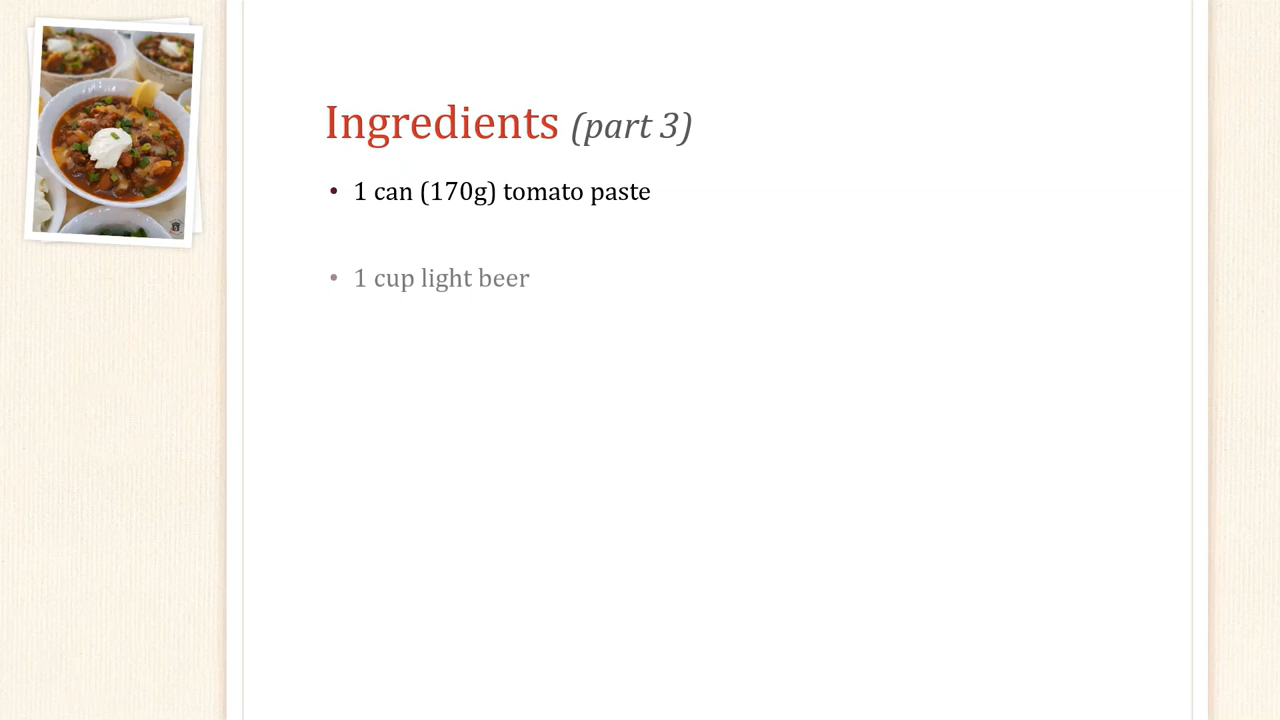 Ingredients (part 3)
• 1 can (170g) tomato paste
• 1 cup light beer